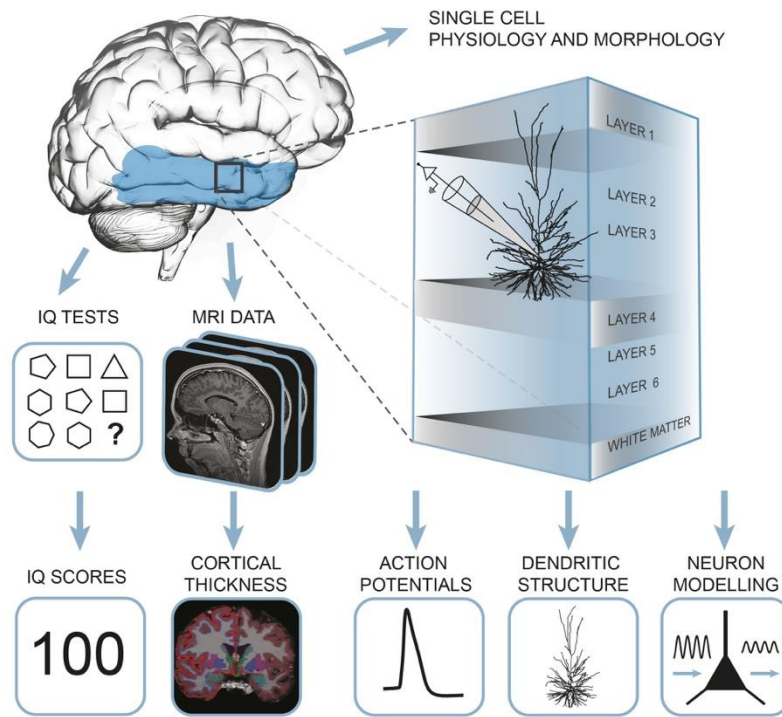 SINGLE CELL
PHYSIOLOGY AND MORPHOLOGY
LAYER 1
LAYER 2
LAYER 3
LAYER 4
LAYER 5
LAYER 6
WHITE MATTER
IQ TESTS
MRI DATA
?
IQ SCORES
CORTICAL
THICKNESS
ACTION
POTENTIALS
DENDRITIC
STRUCTURE
NEURON
MODELLING
100